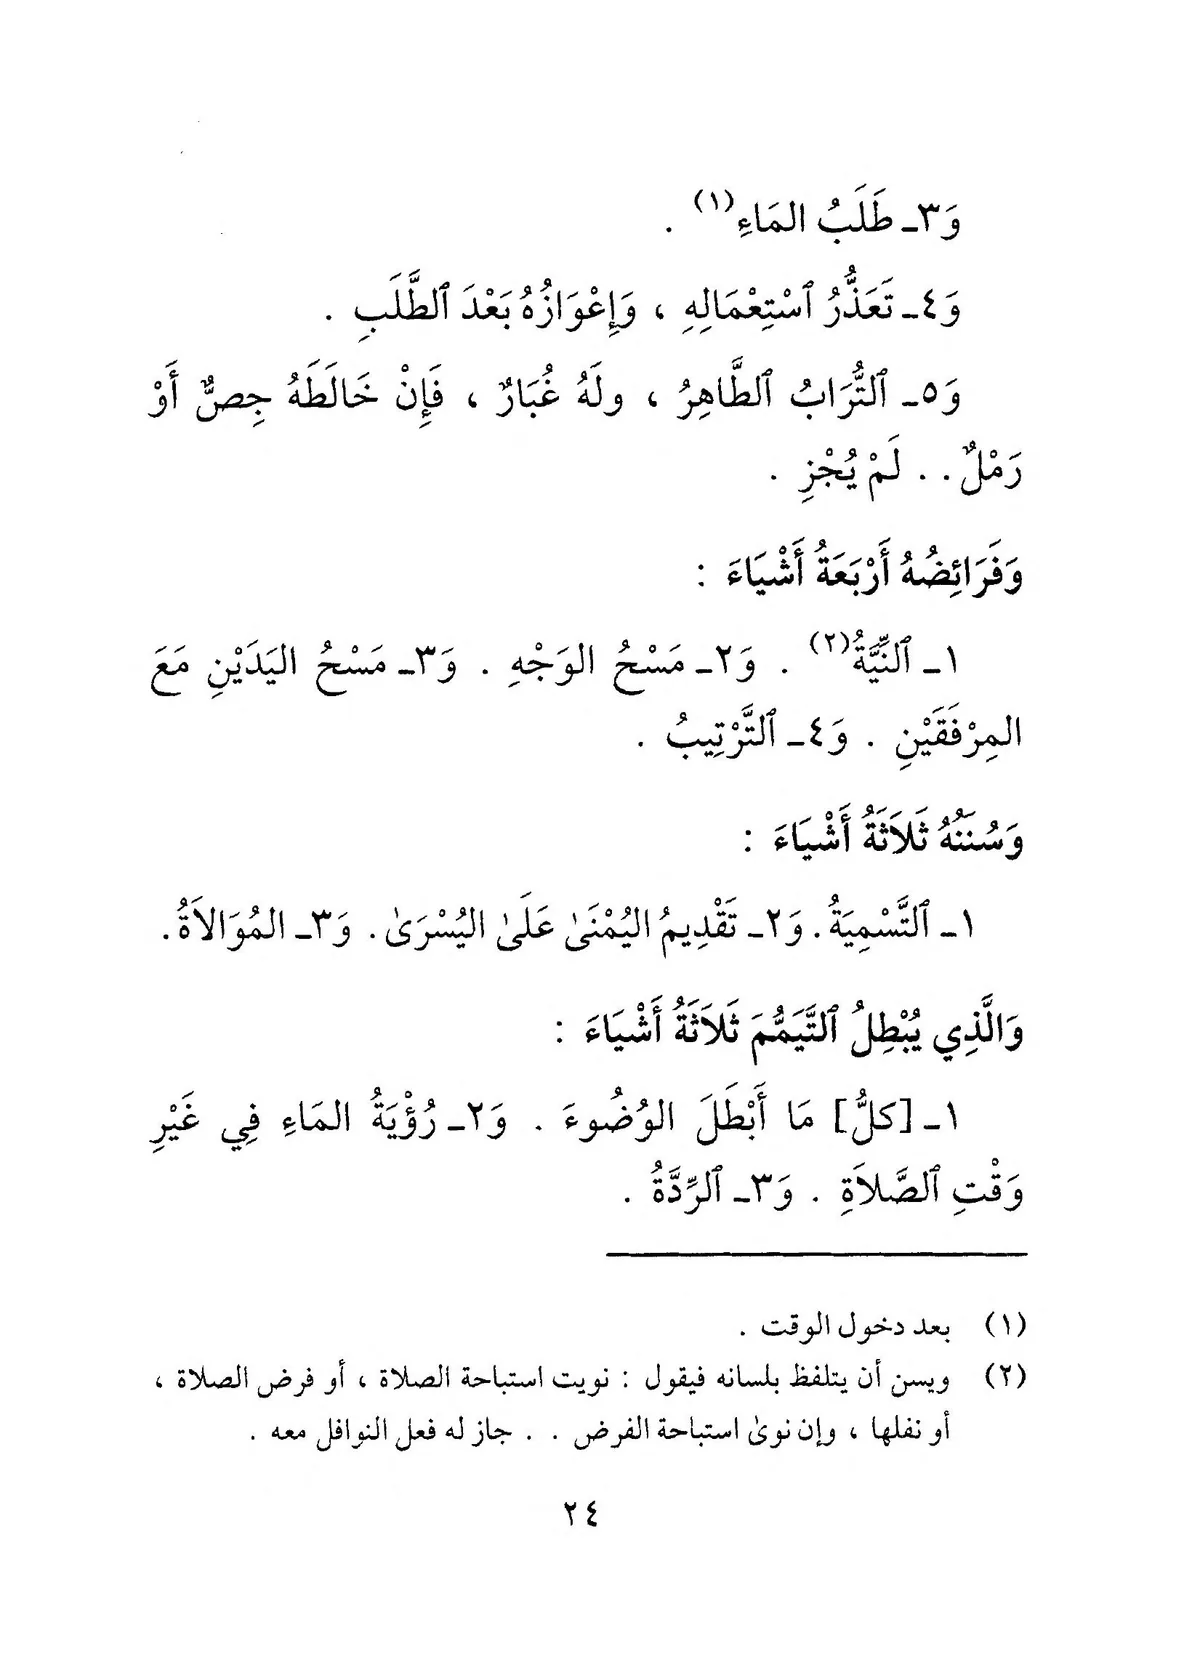 وَ٣ـ طَلَبُ المَاءِ(١) .
وَ٤ـ تَعَذُّرُ ٱسْتِعْمَالِهِ ، وَإِعْوَازُهُ بَعْدَ ٱلطَّلَبِ .
وَ٥ـ ٱلتُّرَابُ ٱلطَّاهِرُ ، ولَهُ غُبَارٌ ، فَإِنْ خَالَطَهُ جِصٌّ أَوْ
رَمْلٌ . . لَمْ يُجْزِ .
وَفَرَائِضُهُ أَرْبَعَةُ أَشْيَاءَ :
١ـ ٱلنِّيَّةُ(٢) . وَ٢ـ مَسْحُ الوَجْهِ . وَ٣ـ مَسْحُ اليَدَيْنِ مَعَ
المِرْفَقَيْنِ . وَ٤ـ ٱلتَّرْتِيبُ .
وَسُنَنُهُ ثَلاَثَةُ أَشْيَاءَ :
١ـ ٱلتَّسْمِيَةُ . وَ٢ـ تَقْدِيمُ اليُمْنَىٰ عَلَىٰ اليُسْرَىٰ . وَ٣ـ المُوَالاَةُ .
وَالَّذِي يُبْطِلُ ٱلتَّيَمُّمَ ثَلاَثَةُ أَشْيَاءَ :
١ـ [كلُّ] مَا أَبْطَلَ الوُضُوءَ . وَ٢ـ رُؤْيَةُ المَاءِ فِي غَيْرِ
وَقْتِ ٱلصَّلاَةِ . وَ٣ـ ٱلرِّدَّةُ .
(١) بعد دخول الوقت .
(٢) ويسن أن يتلفظ بلسانه فيقول : نويت استباحة الصلاة ، أو فرض الصلاة ،
أو نفلها ، وإن نوىٰ استباحة الفرض . . جاز له فعل النوافل معه .
٢٤